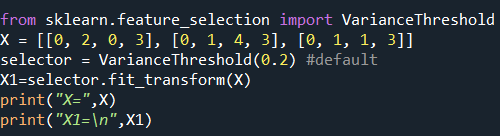 from sklearn.feature_selection import VarianceThreshold
X = [[0, 2, 0, 3], [0, 1, 4, 3], [0, 1, 1, 3]]
selector = VarianceThreshold(0.2) #default
X1=selector.fit_transform(X)
print("X=",X)
print("X1=\n",X1)